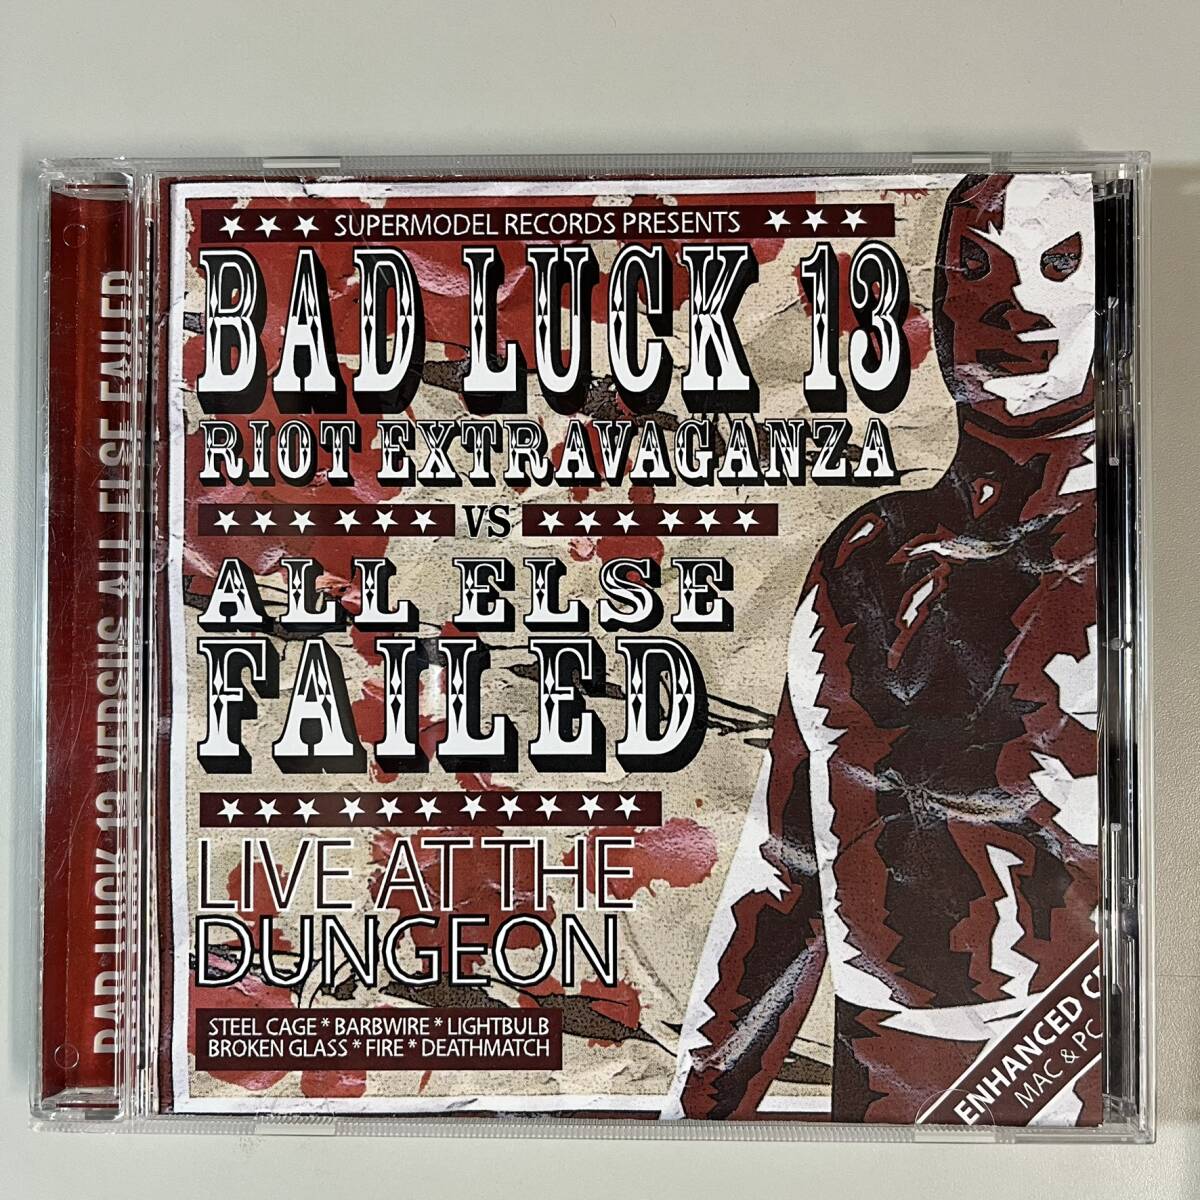 BAD LUCK 13 VERSUS ALL ELSE FAILED
SUPERMODEL RECORDS PRESENTS
BAD LUCK 13
RIOT EXTRAVAGANZA
VS
ALL ELSE
FAILED
LIVE AT THE
DUNGEON
STEEL CAGE * BARBWIRE * LIGHTBULB
BROKEN GLASS * FIRE * DEATHMATCH
ENHANCED CD
MAC & PC